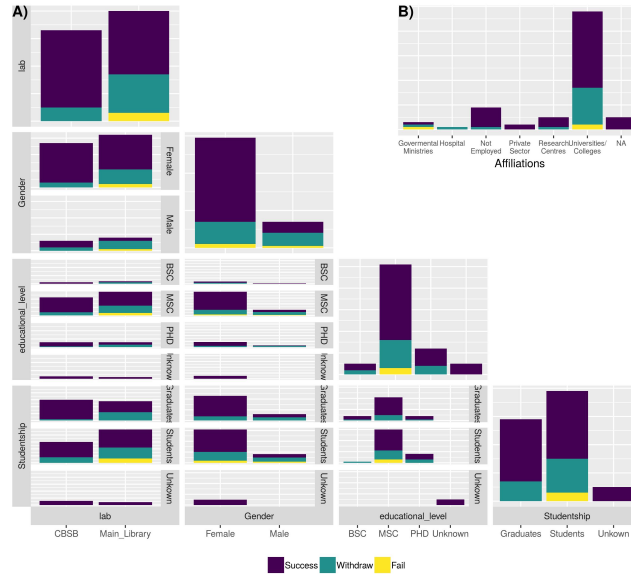 A)
B)
lab
Govermental
Ministries
Hospital
Not
Employed
Private
Sector
Research
Centres
Universities/
Colleges
NA
Affiliations
Gender
Female
Male
educational_level
BSC
MSC
PHD
Inknow
Studentship
Graduates
Students
Unkown
lab
Gender
educational_level
Studentship
CBSB
Main_Library
Female
Male
BSC
MSC
PHD
Unknown
Graduates
Students
Unkown
Success
Withdraw
Fail